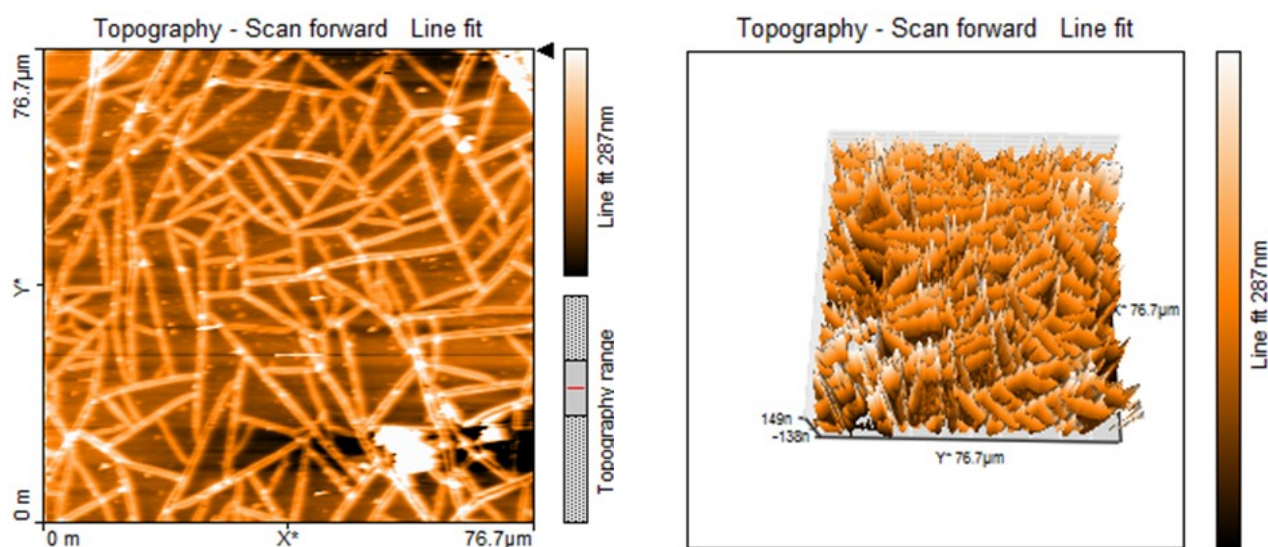 Topography - Scan forward Line fit
76.7µm
Y*
0 m
0 m
X*
76.7µm
Line fit 287nm
Topography range
Topography - Scan forward Line fit
X* 76.7µm
149n
-138n
Y* 76.7µm
Line fit 287nm